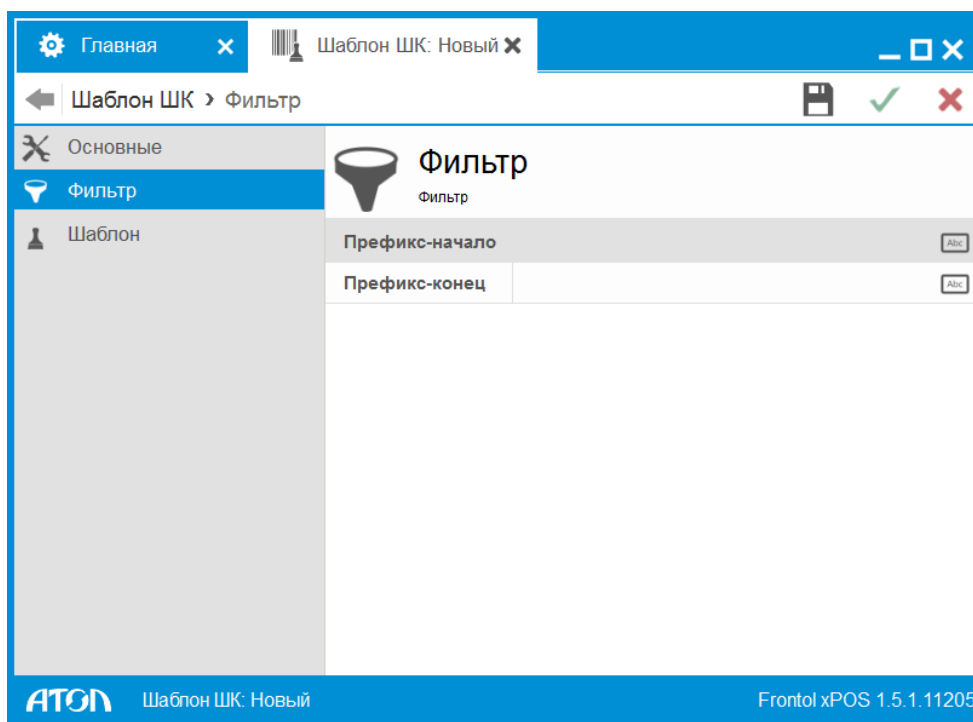 Главная
Шаблон ШК: Новый
Шаблон ШК › Фильтр
Основные
Фильтр
Шаблон
Фильтр
Фильтр
Префикс-начало Abc
Префикс-конец Abc
ATOL Шаблон ШК: Новый Frontol xPOS 1.5.1.11205